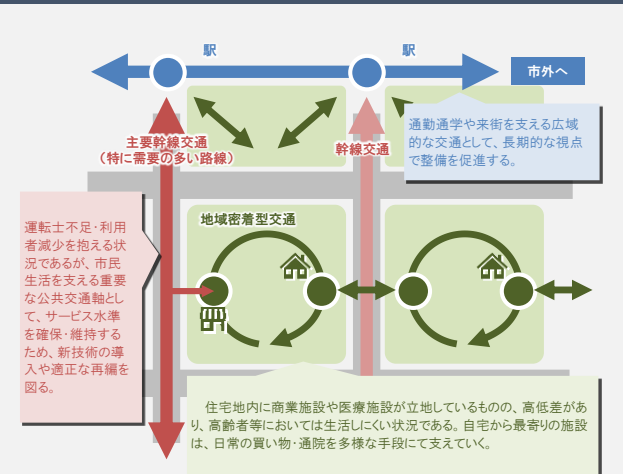 駅
駅
市外へ
主要幹線交通
（特に需要の多い路線）
幹線交通
通勤通学や来街を支える広域
的な交通として、長期的な視点
で整備を促進する。
地域密着型交通
運転士不足・利用
者減少を抱える状
況であるが、市民
生活を支える重要
な公共交通軸とし
て、サービス水準
を確保・維持する
ため、新技術の導
入や適正な再編を
図る。
住宅地内に商業施設や医療施設が立地しているものの、高低差があ
り、高齢者等においては生活しにくい状況である。自宅から最寄りの施設
は、日常の買い物・通院を多様な手段にて支えていく。